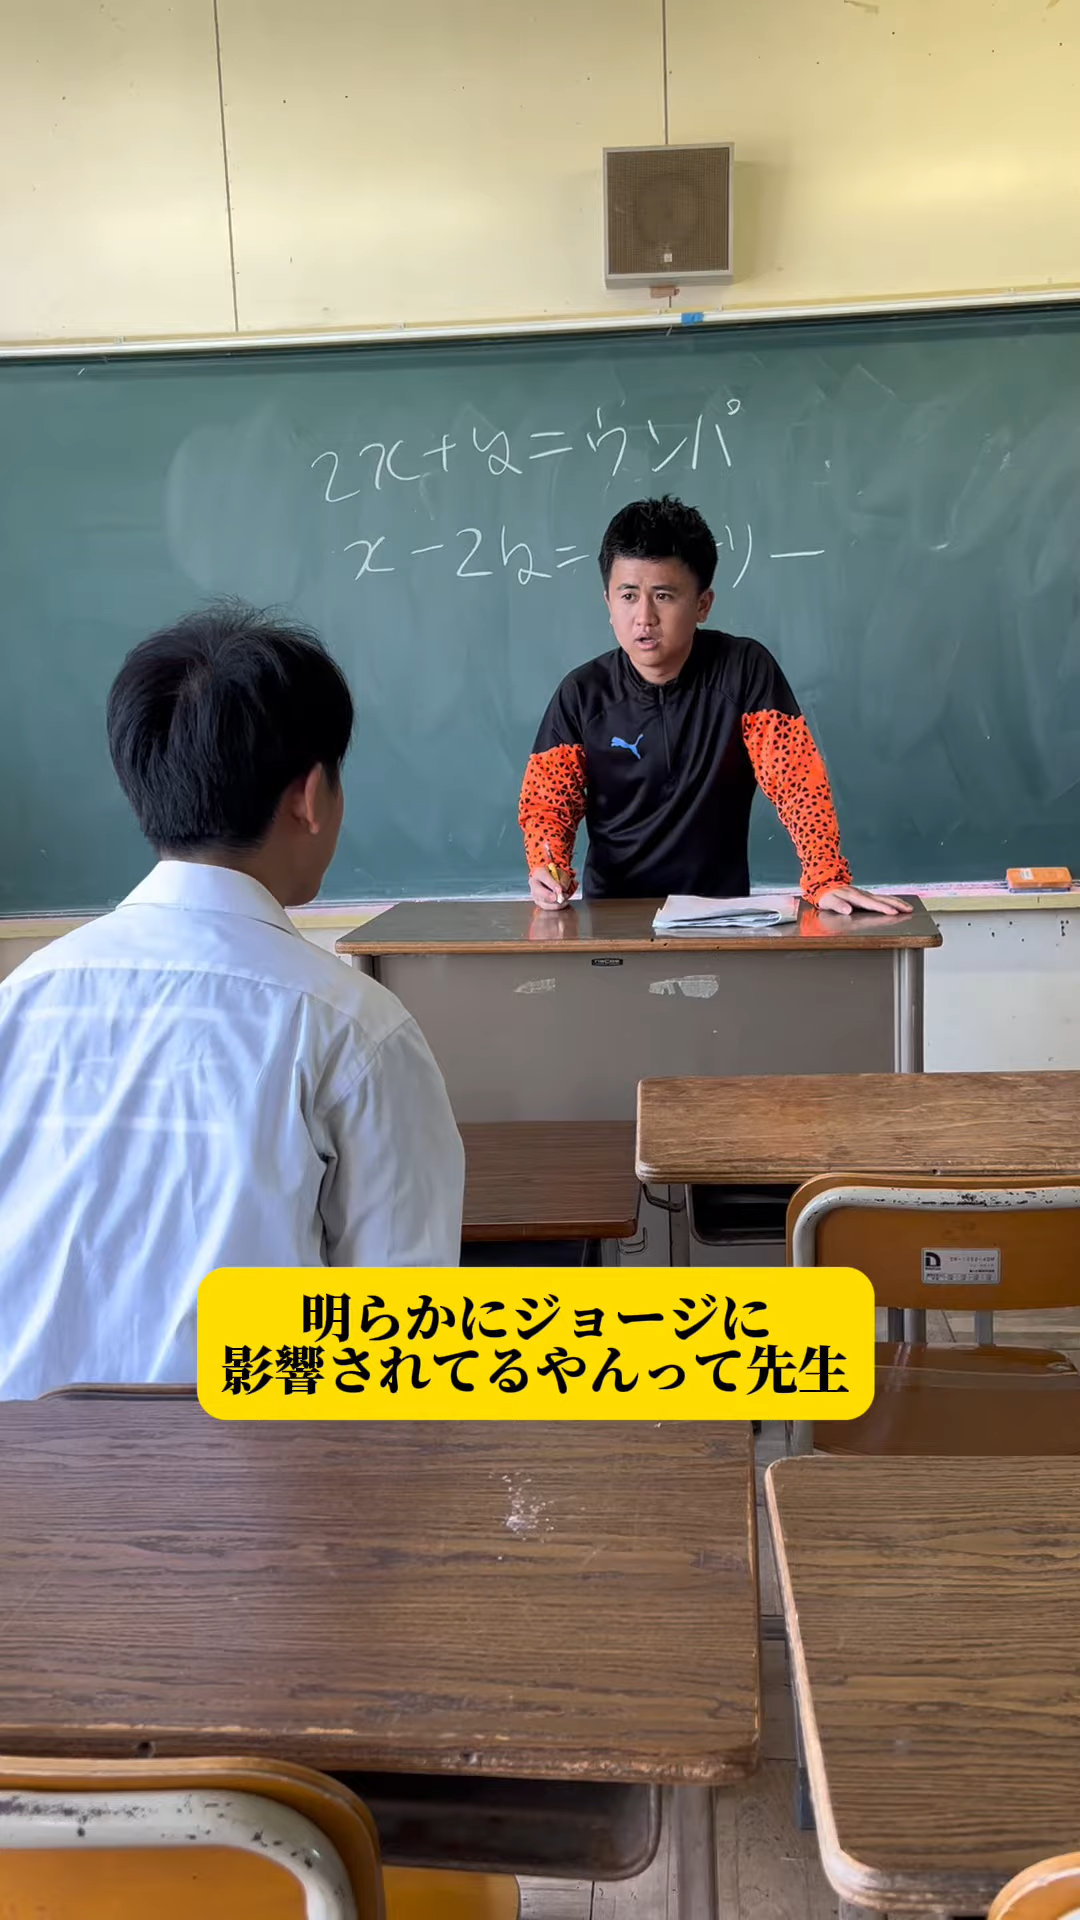 2x+y=ウンパ
x-2y= リー
明らかにジョージに
影響されてるやんって先生